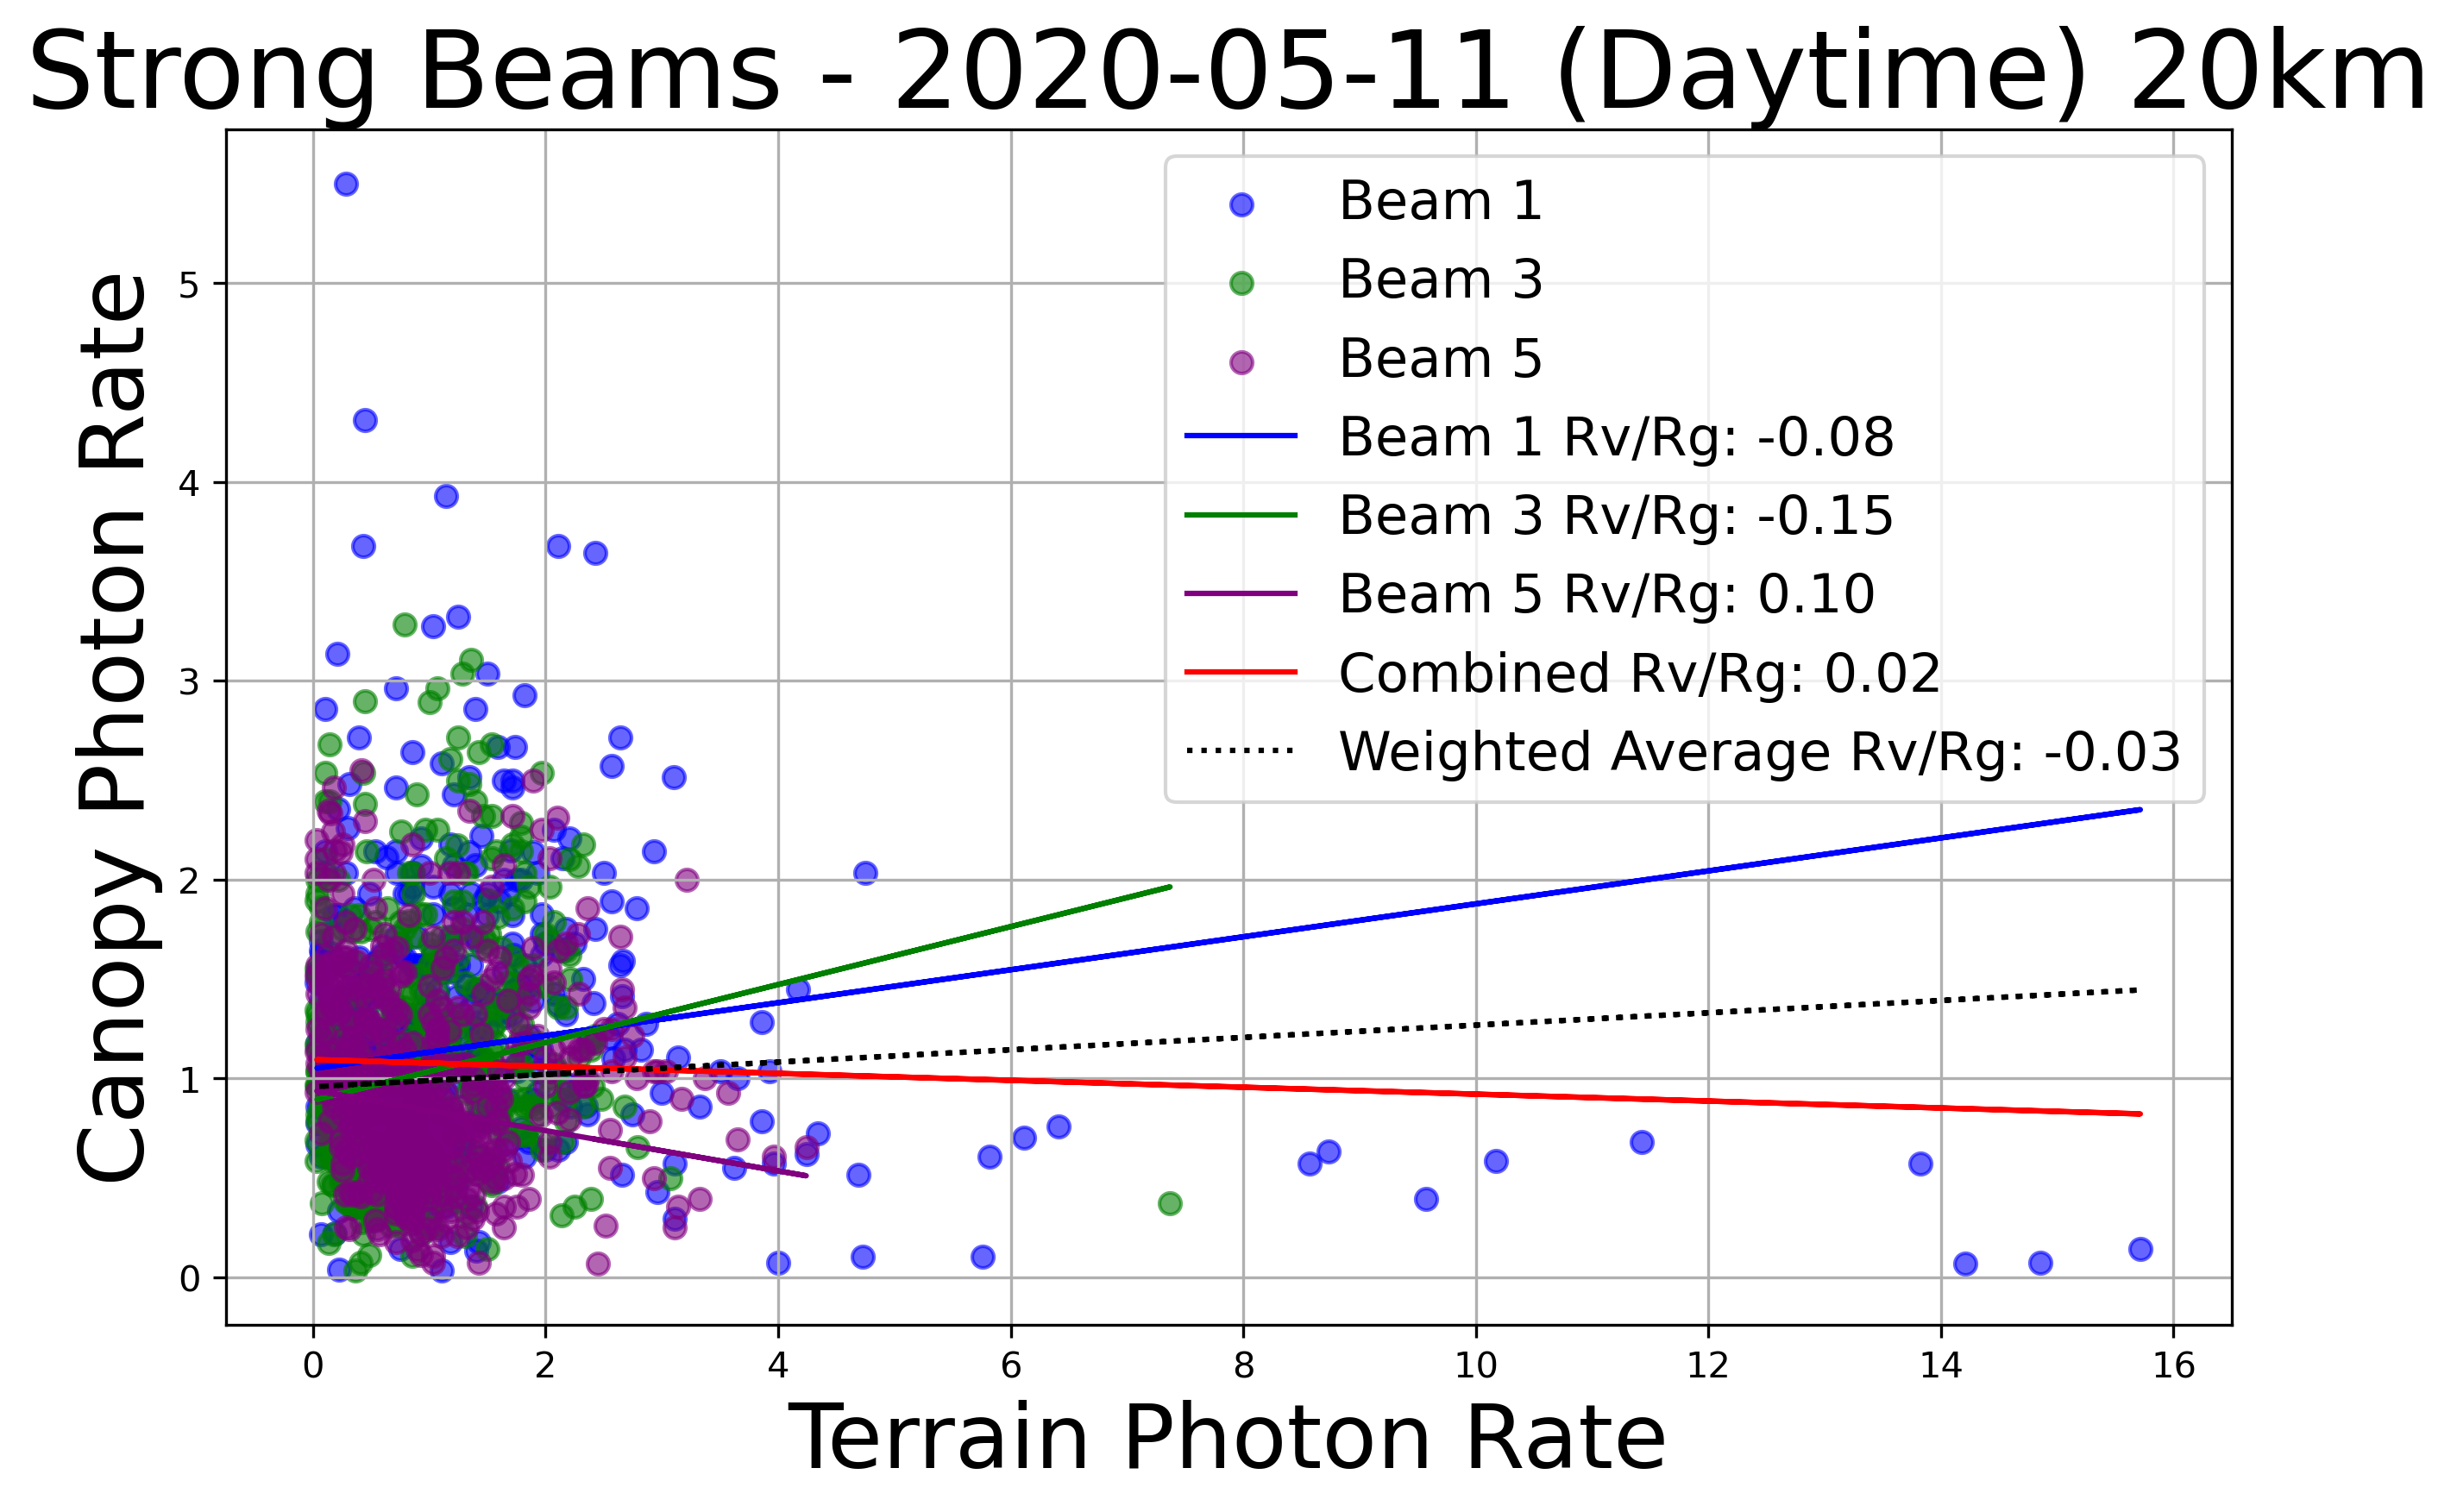 Strong Beams - 2020-05-11 (Daytime) 20km
Canopy Photon Rate
5
4
3
2
1
0
Beam 1
Beam 3
Beam 5
Beam 1 Rv/Rg: -0.08
Beam 3 Rv/Rg: -0.15
Beam 5 Rv/Rg: 0.10
Combined Rv/Rg: 0.02
Weighted Average Rv/Rg: -0.03
0 2 4 6 8 10 12 14 16
Terrain Photon Rate